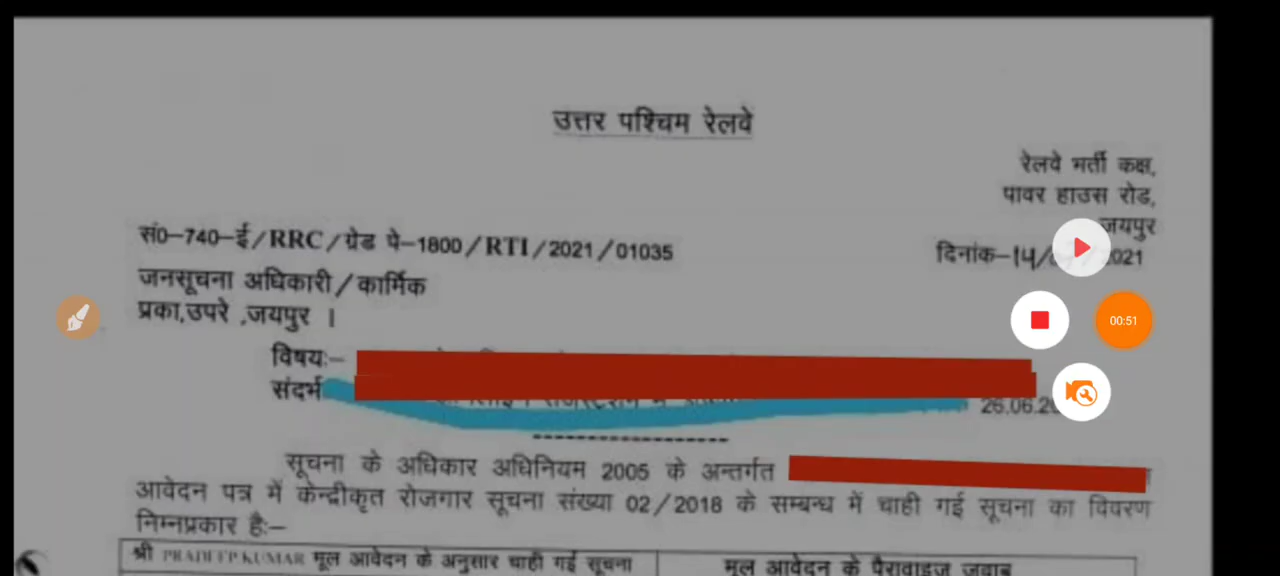 उत्तर पश्चिम रेलवे
रेलवे भर्ती कक्ष,
पावर हाउस रोड,
जयपुर
सं0-740-ई/RRC/ग्रेड पे-1800/RTI/2021/01035
दिनांक-14/ 2021
जनसूचना अधिकारी/कार्मिक
प्रका,उपरे ,जयपुर ।
00:51
विषय:-
संदर्भ
26.06.20
सूचना के अधिकार अधिनियम 2005 के अन्तर्गत
आवेदन पत्र में केन्द्रीकृत रोजगार सूचना संख्या 02/2018 के सम्बन्ध में चाही गई सूचना का विवरण
निम्नप्रकार है:-
श्री PRADEEP KUMAR मूल आवेदन के अनुसार चाही गई सूचना
मूल आवेदन के पैरावाइज जवाब